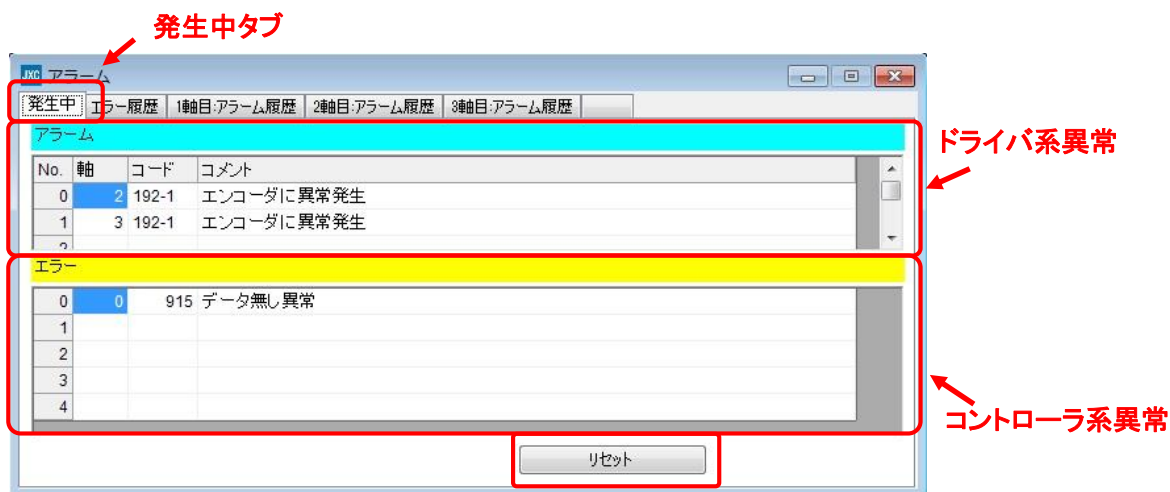 発生中タブ
JXC アラーム
発生中 エラー履歴 1軸目:アラーム履歴 2軸目:アラーム履歴 3軸目:アラーム履歴
アラーム
ドライバ系異常
No. 軸 コード コメント
0 2 192-1 エンコーダに異常発生
1 3 192-1 エンコーダに異常発生
2
エラー
0 0 915 データ無し異常
1
2
3
4
コントローラ系異常
リセット